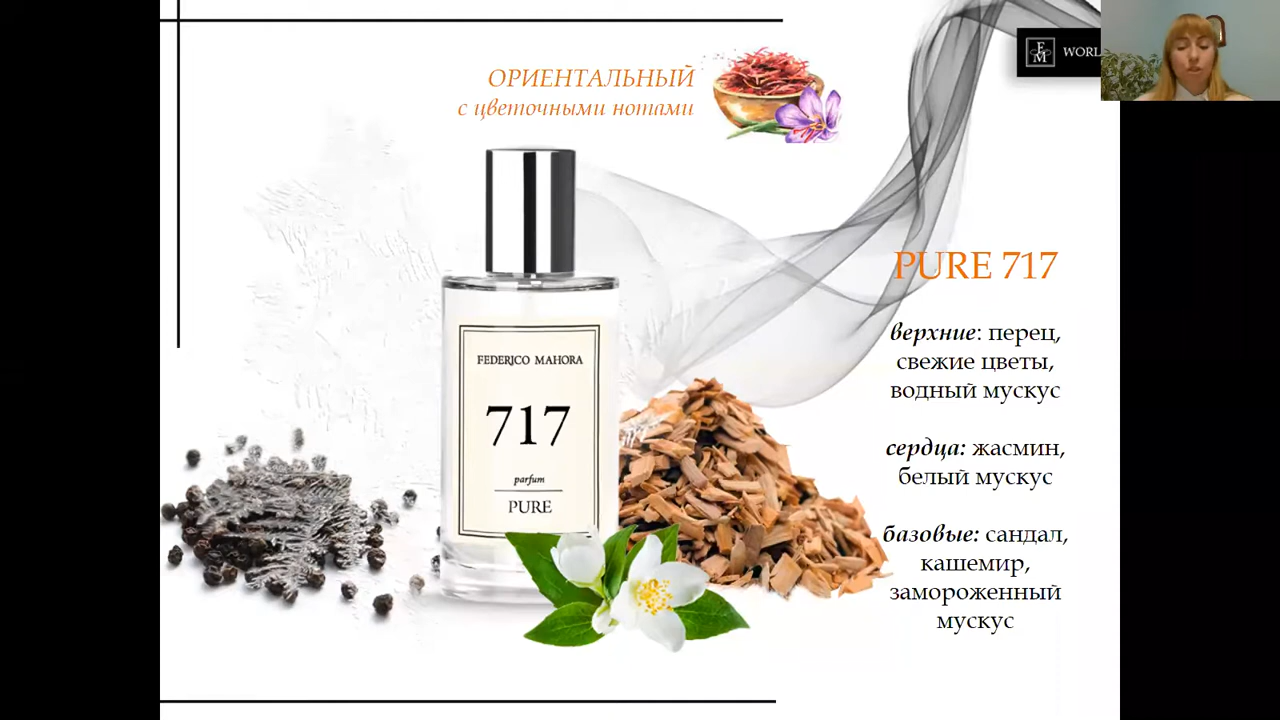 ОРИЕНТАЛЬНЫЙ
с цветочными нотами
FM
WORL
FEDERICO MAHORA
717
parfum
PURE
PURE 717
верхние: перец,
свежие цветы,
водный мускус
сердца: жасмин,
белый мускус
базовые: сандал,
кашемир,
замороженный
мускус